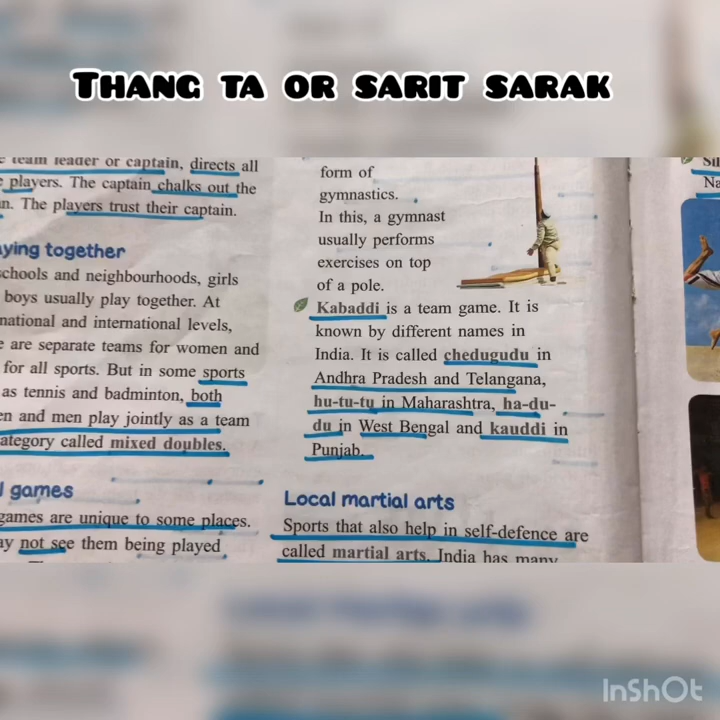 THANG TA OR SARIT SARAK
team leader or captain, directs all
players. The captain chalks out the
The players trust their captain.
ying together
schools and neighbourhoods, girls
boys usually play together. At
national and international levels,
are separate teams for women and
for all sports. But in some sports
as tennis and badminton, both
en and men play jointly as a team
ategory called mixed doubles.
games
games are unique to some places.
ay not see them being played
form of
gymnastics.
In this, a gymnast
usually performs
exercises on top
of a pole.
Kabaddi is a team game. It is
known by different names in
India. It is called chedugudu in
Andhra Pradesh and Telangana,
hu-tu-tu in Maharashtra, ha-du-
du in West Bengal and kauddi in
Punjab.
Local martial arts
Sports that also help in self-defence are
called martial arts. India has many
Na
InShOt